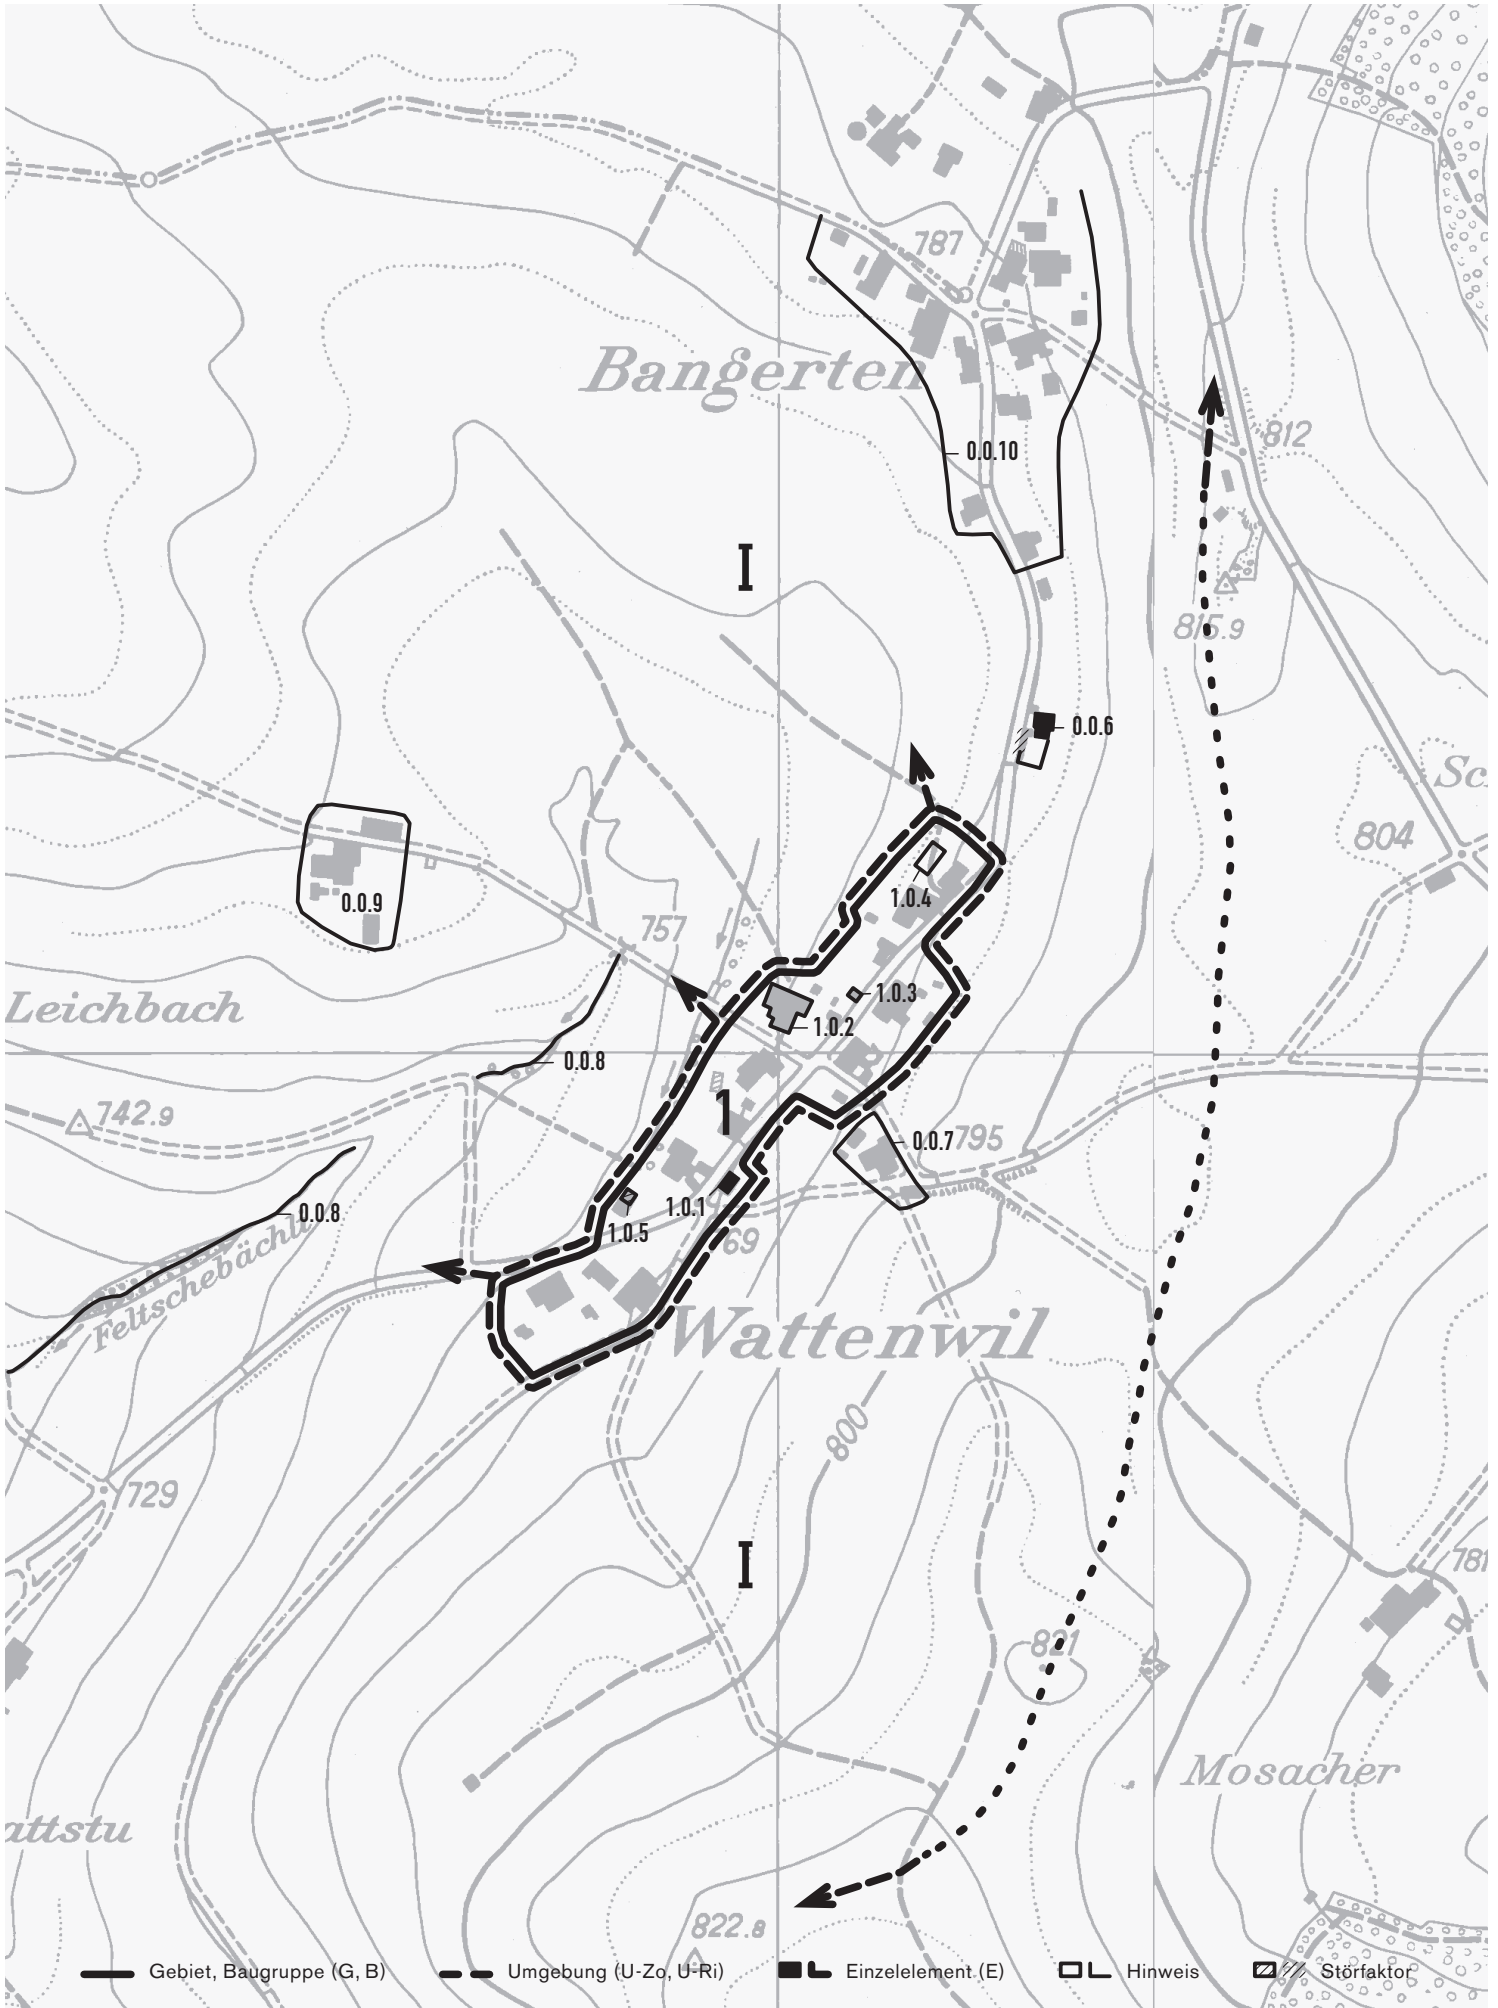 787
Bangerten
812
0.0.10
I
815.9
0.0.6
804
1.0.4
0.0.9
757
1.0.3
Leichbach
1.0.2
0.0.8
1
742.9
0.0.7
795
1.0.1
0.0.8
1.0.5
69
Feltschebächli
Wattenwil
800
729
I
781
821
Mosacher
attstu
822.8
Gebiet, Baugruppe (G, B)
Umgebung (U-Zo, U-Ri)
Einzelelement (E)
Hinweis
Störfaktor